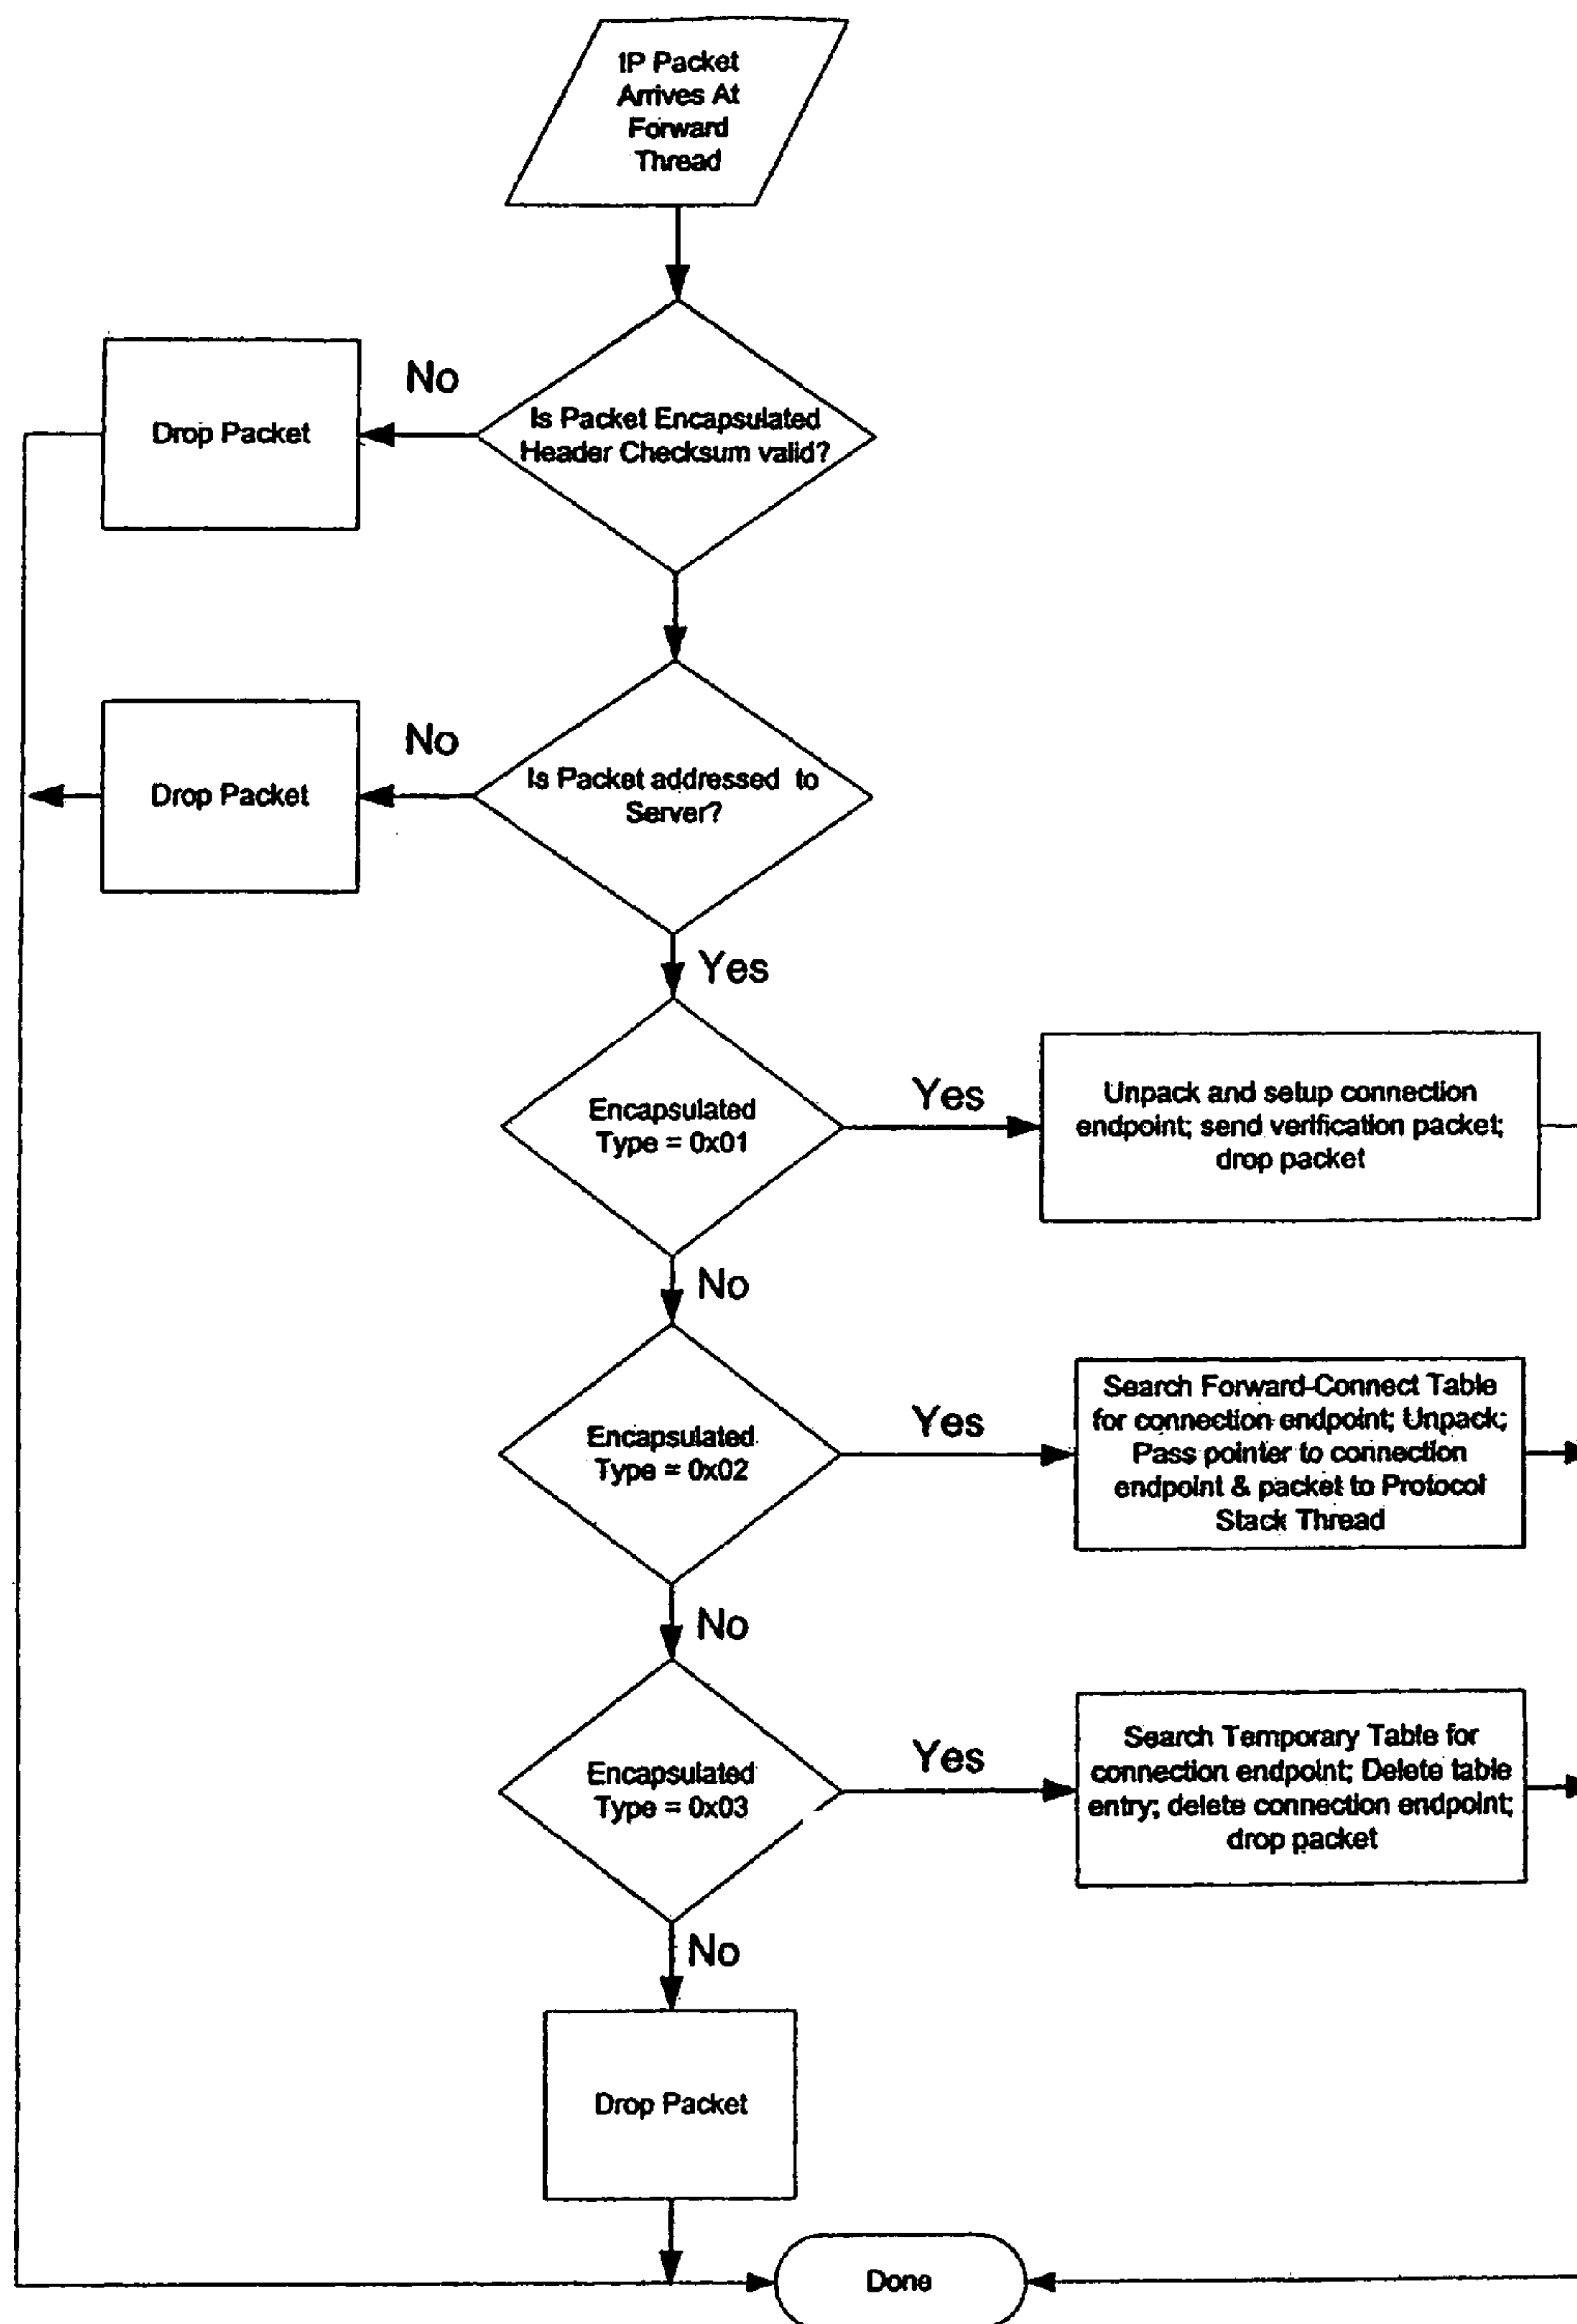 IP Packet
Arrives At
Forward
Thread
No
Drop Packet
Is Packet Encapsulated
Header Checksum valid?
No
Drop Packet
Is Packet addressed to
Server?
Yes
Encapsulated
Type = 0x01
Yes
Unpack and setup connection
endpoint; send verification packet;
drop packet
No
Encapsulated
Type = 0x02
Yes
Search Forward-Connect Table
for connection endpoint; Unpack;
Pass pointer to connection
endpoint & packet to Protocol
Stack Thread
No
Encapsulated
Type = 0x03
Yes
Search Temporary Table for
connection endpoint; Delete table
entry; delete connection endpoint;
drop packet
No
Drop Packet
Done